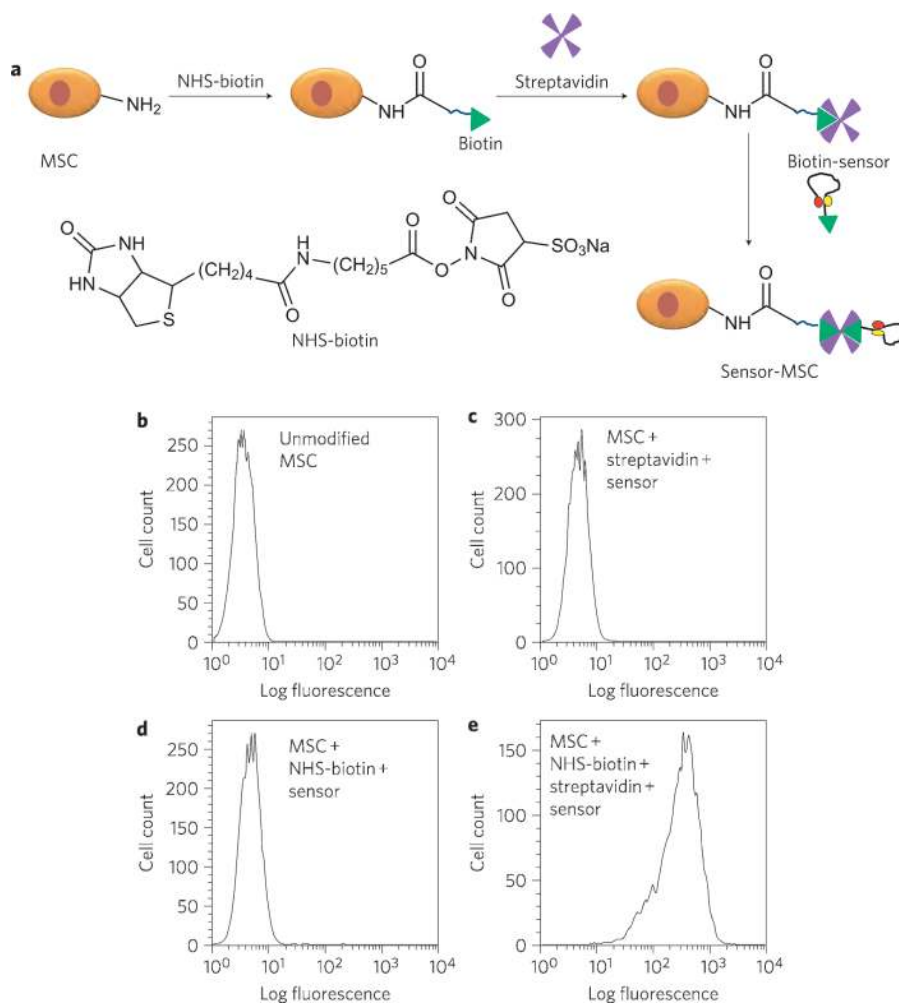 a
MSC
NH2
NHS-biotin
NH
O
Biotin
Streptavidin
NH
O
Biotin-sensor
O
NH
HN
S
(CH2)4
O
H
N
(CH2)5
O
O
N
O
O
SO3Na
NHS-biotin
NH
O
Sensor-MSC
b
Unmodified
MSC
Cell count
250
200
150
100
50
0
10^0 10^1 10^2 10^3 10^4
Log fluorescence
c
MSC +
streptavidin +
sensor
Cell count
300
200
100
0
10^0 10^1 10^2 10^3 10^4
Log fluorescence
d
MSC +
NHS-biotin +
sensor
Cell count
250
200
150
100
50
0
10^0 10^1 10^2 10^3 10^4
Log fluorescence
e
MSC +
NHS-biotin +
streptavidin +
sensor
Cell count
150
100
50
0
10^0 10^1 10^2 10^3 10^4
Log fluorescence